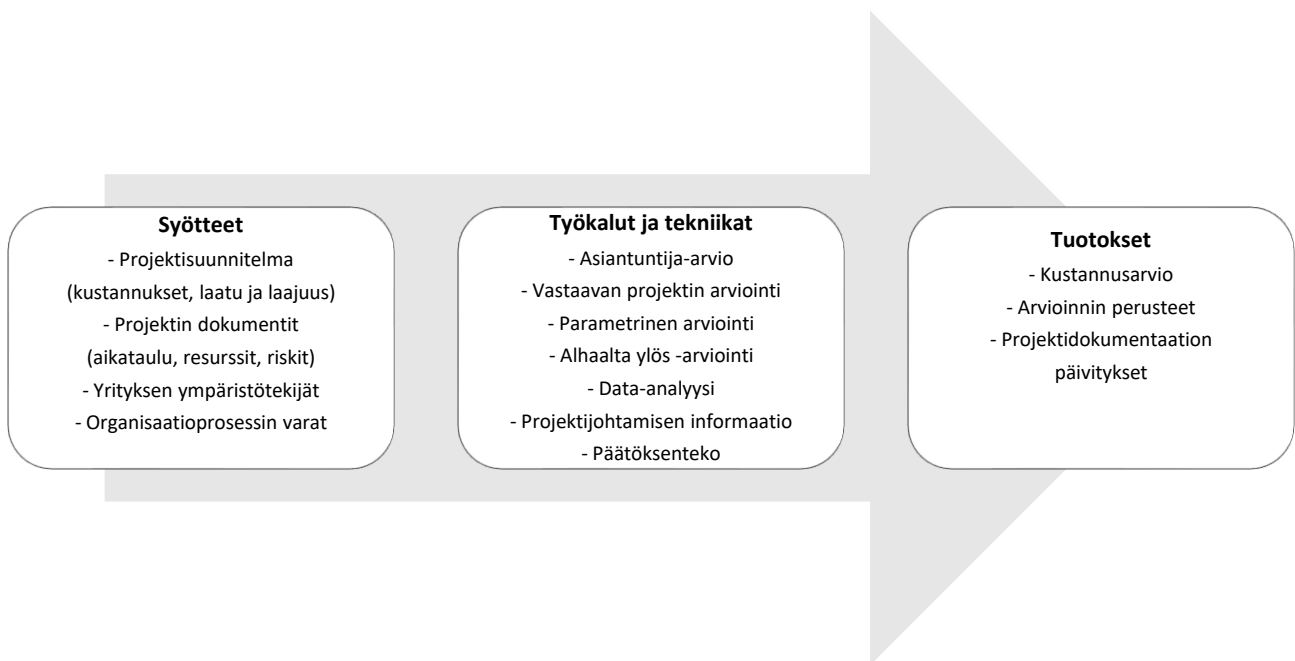 Syötteet
- Projektisuunnitelma
(kustannukset, laatu ja laajuus)
- Projektin dokumentit
(aikataulu, resurssit, riskit)
- Yrityksen ympäristötekijät
- Organisaatioprosessin varat
Työkalut ja tekniikat
- Asiantuntija-arvio
- Vastaavan projektin arviointi
- Parametrinen arviointi
- Alhaalta ylös -arviointi
- Data-analyysi
- Projektijohtamisen informaatio
- Päätöksenteko
Tuotokset
- Kustannusarvio
- Arvioinnin perusteet
- Projektidokumentaation
päivitykset